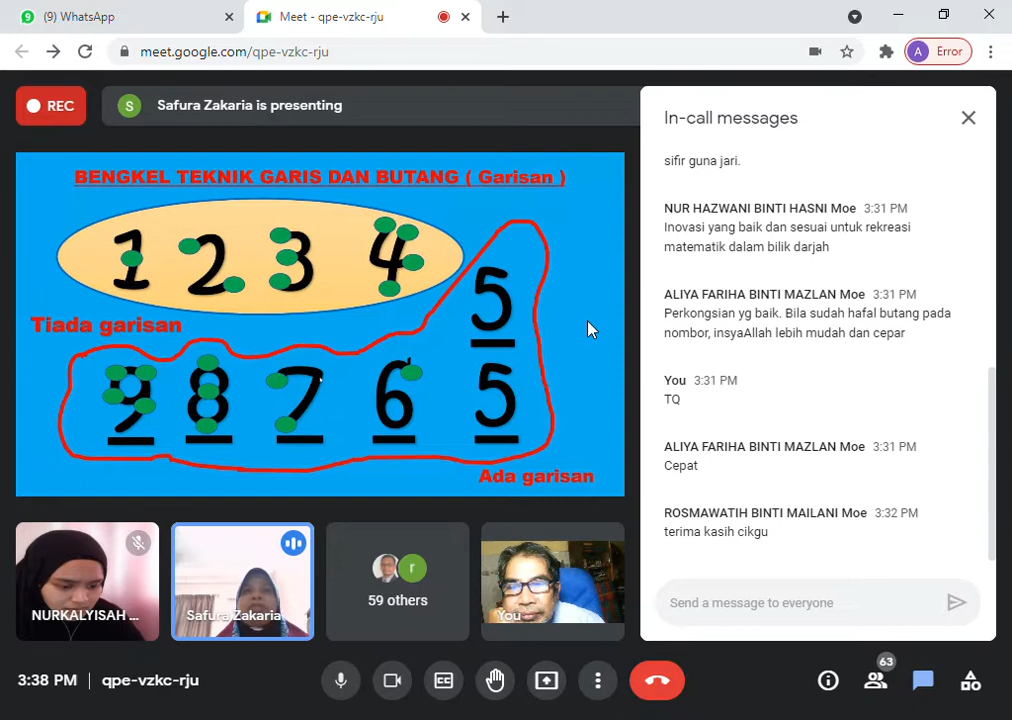 (9) WhatsApp
Meet - qpe-vzkc-rju
meet.google.com/qpe-vzkc-rju
A
Error
REC
S
Safura Zakaria is presenting
BENGKEL TEKNIK GARIS DAN BUTANG ( Garisan )
1 2 3 4
5
Tiada garisan
9 8 7 6 5
Ada garisan
In-call messages
sifir guna jari.
NUR HAZWANI BINTI HASNI Moe 3:31 PM
Inovasi yang baik dan sesuai untuk rekreasi
matematik dalam bilik darjah
ALIYA FARIHA BINTI MAZLAN Moe 3:31 PM
Perkongsian yg baik. Bila sudah hafal butang pada
nombor, insyaAllah lebih mudah dan cepar
You 3:31 PM
TQ
ALIYA FARIHA BINTI MAZLAN Moe 3:31 PM
Cepat
ROSMAWATIH BINTI MAILANI Moe 3:32 PM
terima kasih cikgu
Send a message to everyone
NURKALYISAH ...
Safura Zakaria
r
59 others
You
3:38 PM | qpe-vzkc-rju
63